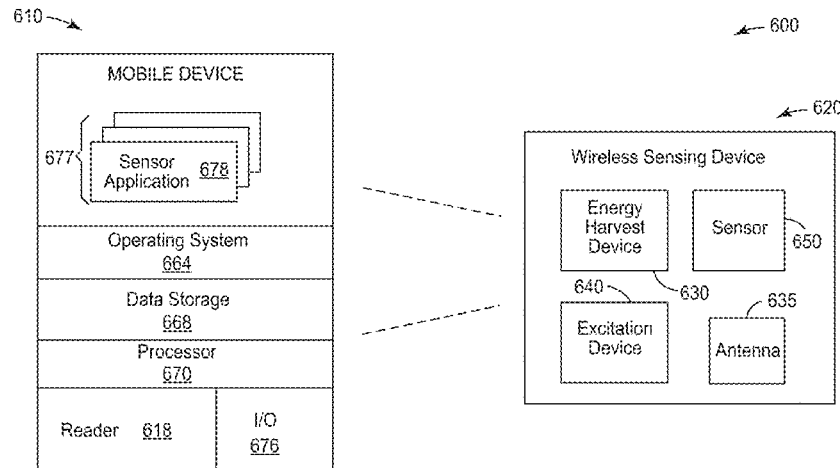 610
600
620
MOBILE DEVICE
677
Sensor
Application 678
Operating System
664
Data Storage
668
Processor
670
Reader 618
I/O
676
Wireless Sensing Device
Energy
Harvest
Device
630
Sensor
650
640
Excitation
Device
635
Antenna